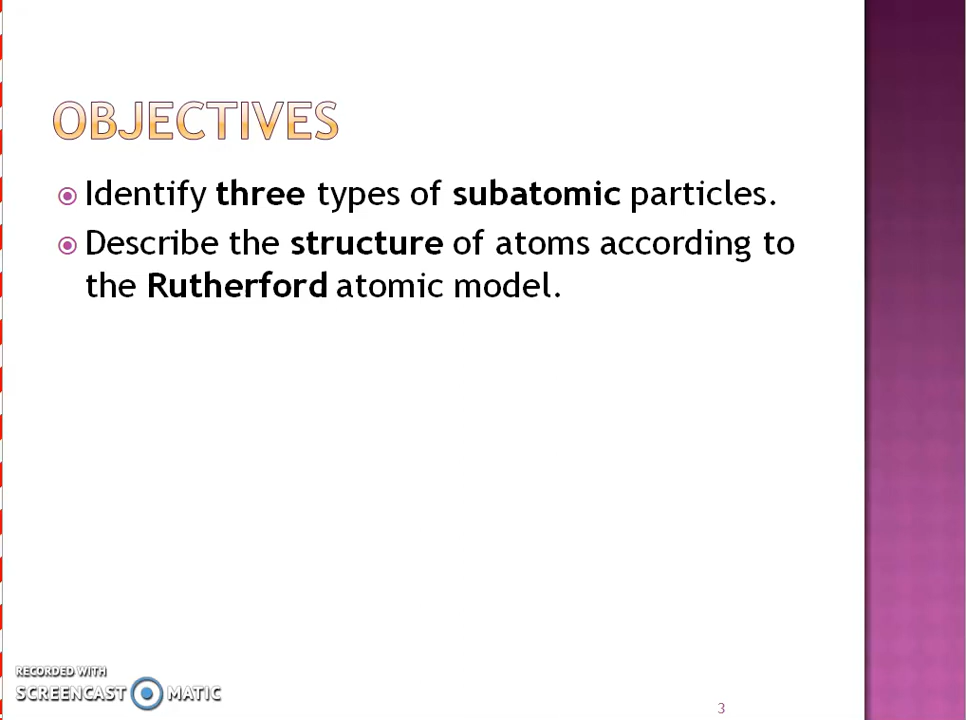 OBJECTIVES
Identify three types of subatomic particles.
Describe the structure of atoms according to
the Rutherford atomic model.
RECORDED WITH
SCREENCAST MATIC
3